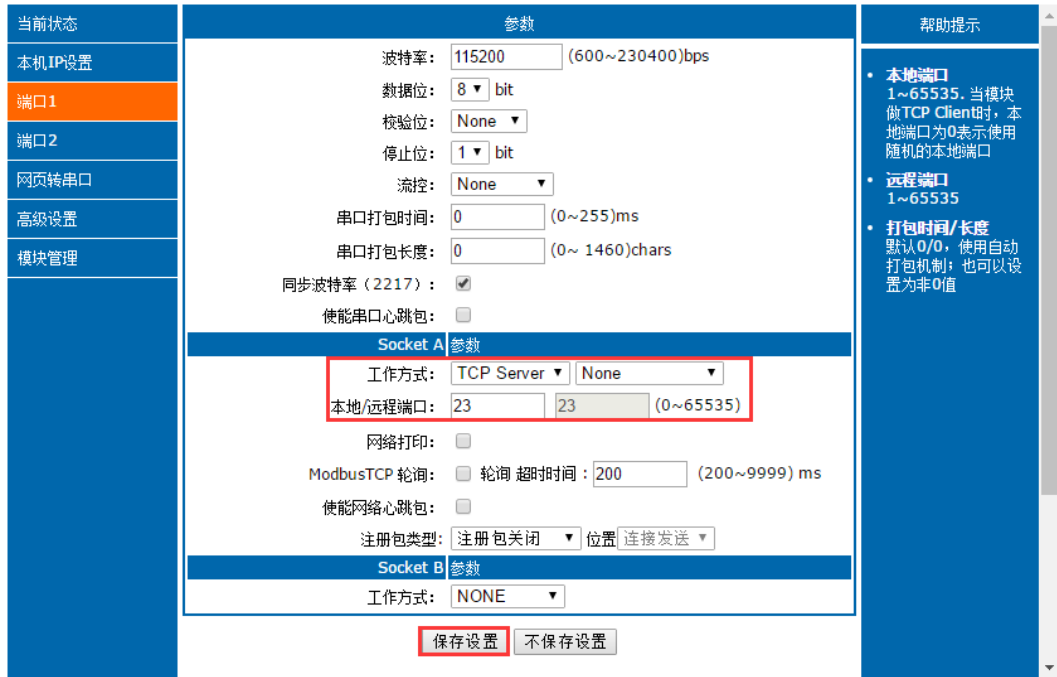 当前状态
本机IP设置
端口1
端口2
网页转串口
高级设置
模块管理
参数
波特率： 115200 (600~230400)bps
数据位： 8 bit
校验位： None
停止位： 1 bit
流控： None
串口打包时间： 0 (0~255)ms
串口打包长度： 0 (0~ 1460)chars
同步波特率（2217）：
使能串口心跳包：
Socket A 参数
工作方式： TCP Server None
本地/远程端口： 23 23 (0~65535)
网络打印：
ModbusTCP 轮询： 轮询 超时时间：200 (200~9999) ms
使能网络心跳包：
注册包类型: 注册包关闭 位置 连接发送
Socket B 参数
工作方式： NONE
保存设置 不保存设置
帮助提示
• 本地端口
1~65535. 当模块
做TCP Client时，本
地端口为0表示使用
随机的本地端口
• 远程端口
1~65535
• 打包时间/长度
默认0/0，使用自动
打包机制；也可以设
置为非0值